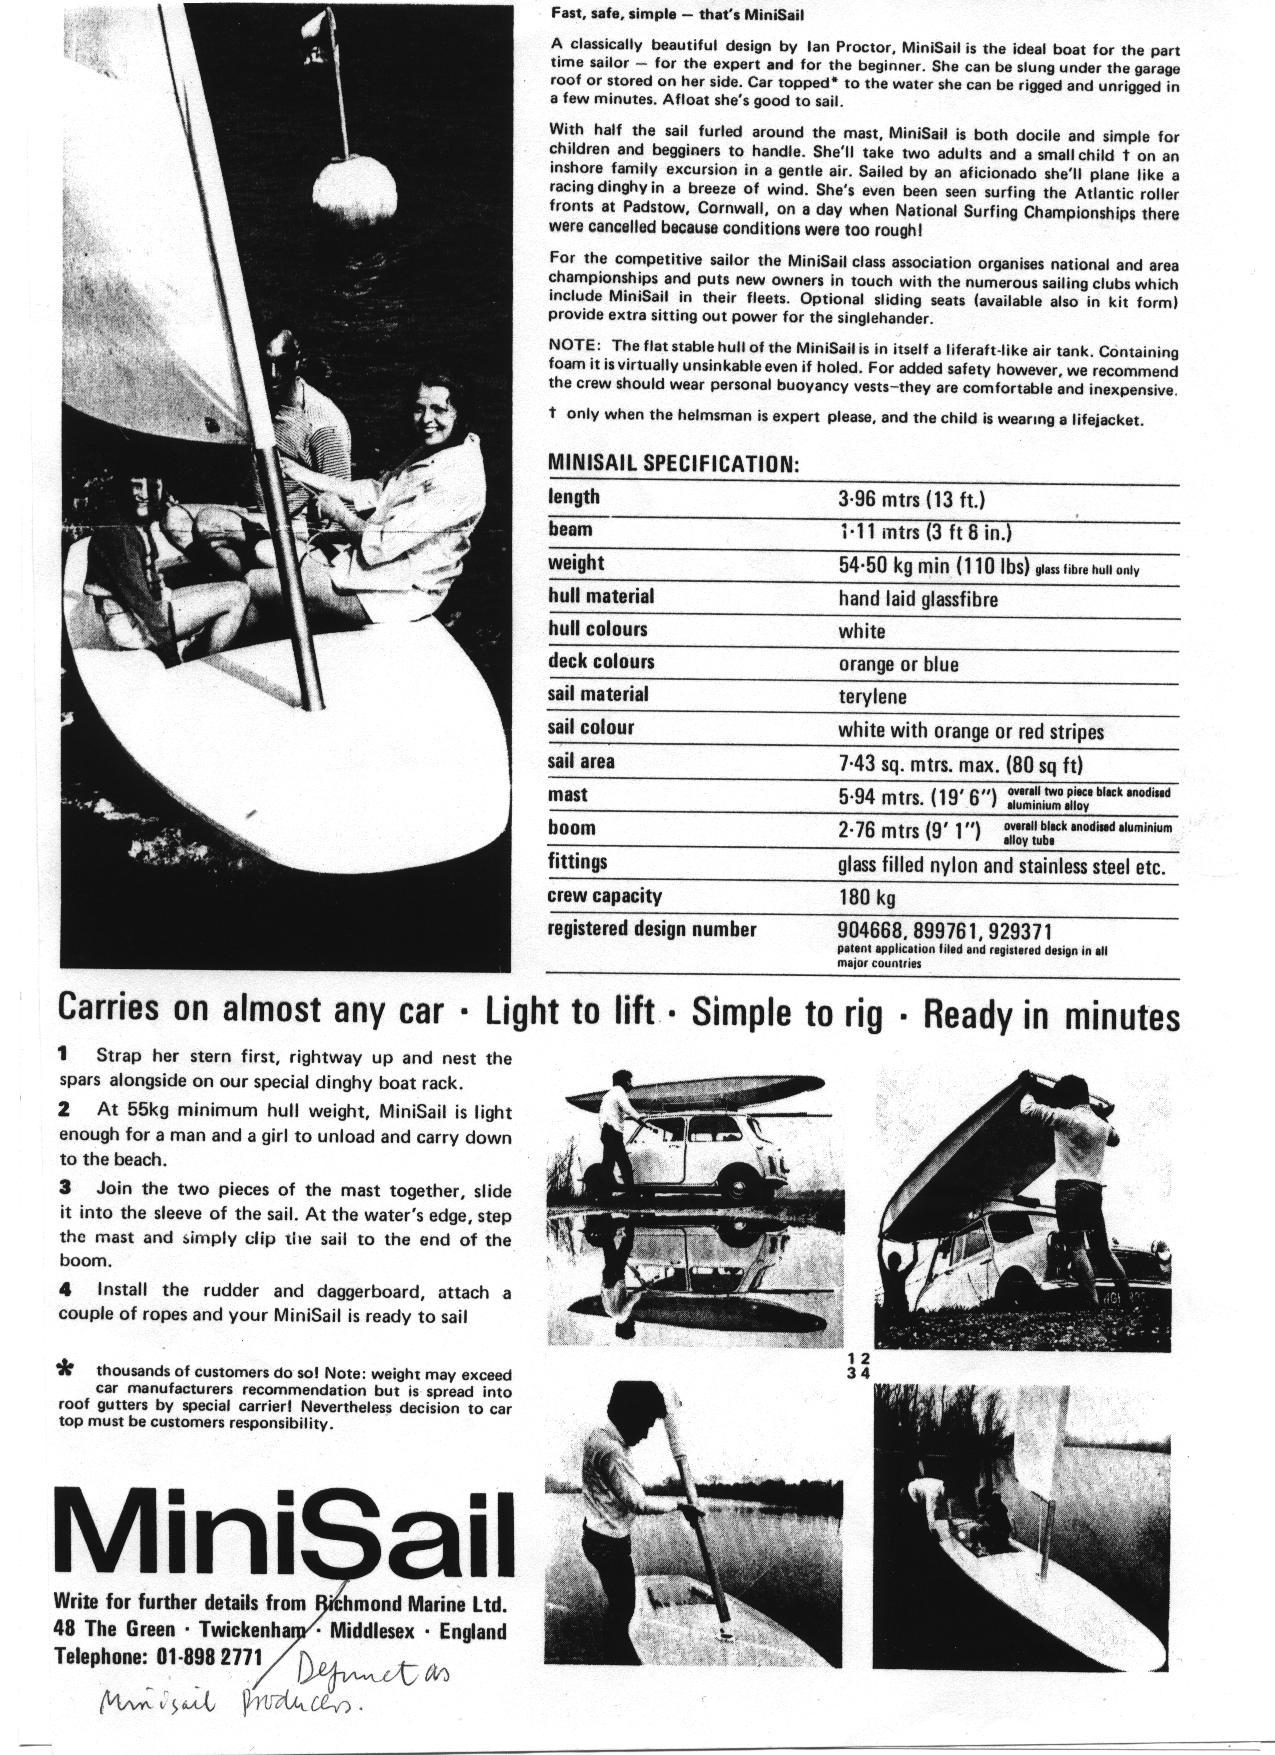 Fast, safe, simple — that's MiniSail
A classically beautiful design by Ian Proctor, MiniSail is the ideal boat for the part
time sailor — for the expert and for the beginner. She can be slung under the garage
roof or stored on her side. Car topped* to the water she can be rigged and unrigged in
a few minutes. Afloat she's good to sail.
With half the sail furled around the mast, MiniSail is both docile and simple for
children and begginers to handle. She'll take two adults and a small child † on an
inshore family excursion in a gentle air. Sailed by an aficionado she'll plane like a
racing dinghy in a breeze of wind. She's even been seen surfing the Atlantic roller
fronts at Padstow, Cornwall, on a day when National Surfing Championships there
were cancelled because conditions were too rough!
For the competitive sailor the MiniSail class association organises national and area
championships and puts new owners in touch with the numerous sailing clubs which
include MiniSail in their fleets. Optional sliding seats (available also in kit form)
provide extra sitting out power for the singlehander.
NOTE: The flat stable hull of the MiniSail is in itself a liferaft-like air tank. Containing
foam it is virtually unsinkable even if holed. For added safety however, we recommend
the crew should wear personal buoyancy vests—they are comfortable and inexpensive.
† only when the helmsman is expert please, and the child is wearing a lifejacket.
MINISAIL SPECIFICATION:
length 3·96 mtrs (13 ft.)
beam 1·11 mtrs (3 ft 8 in.)
weight 54·50 kg min (110 lbs) glass fibre hull only
hull material hand laid glassfibre
hull colours white
deck colours orange or blue
sail material terylene
sail colour white with orange or red stripes
sail area 7·43 sq. mtrs. max. (80 sq ft)
mast 5·94 mtrs. (19' 6") overall two piece black anodised
aluminium alloy
boom 2·76 mtrs (9' 1") overall black anodised aluminium
alloy tube
fittings glass filled nylon and stainless steel etc.
crew capacity 180 kg
registered design number 904668, 899761, 929371
patent application filed and registered design in all
major countries
Carries on almost any car · Light to lift · Simple to rig · Ready in minutes
1 Strap her stern first, rightway up and nest the
spars alongside on our special dinghy boat rack.
2 At 55kg minimum hull weight, MiniSail is light
enough for a man and a girl to unload and carry down
to the beach.
3 Join the two pieces of the mast together, slide
it into the sleeve of the sail. At the water's edge, step
the mast and simply clip the sail to the end of the
boom.
4 Install the rudder and daggerboard, attach a
couple of ropes and your MiniSail is ready to sail
* thousands of customers do so! Note: weight may exceed
car manufacturers recommendation but is spread into
roof gutters by special carrier! Nevertheless decision to car
top must be customers responsibility.
1 2
3 4
MiniSail
Write for further details from Richmond Marine Ltd.
48 The Green · Twickenham · Middlesex · England
Telephone: 01-898 2771
Defunct as
Minisail Producers.